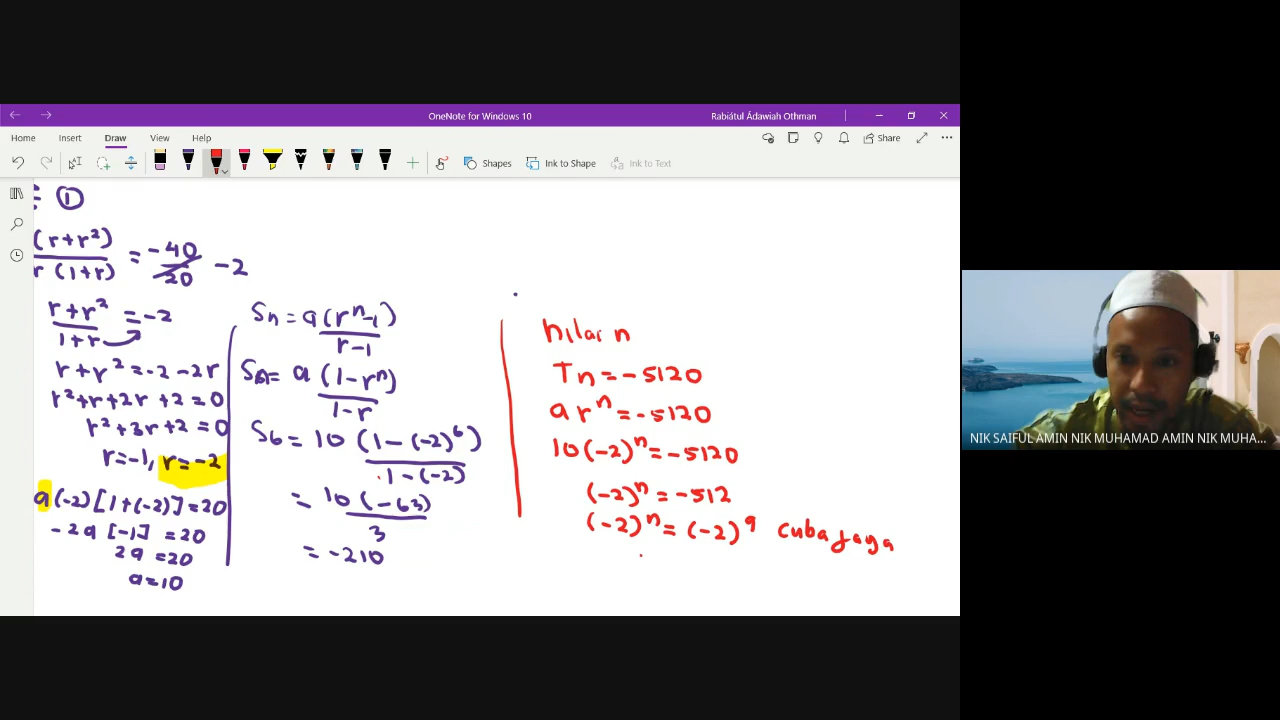 OneNote for Windows 10
Rabiátul Ádawiah Othman
Home Insert Draw View Help
Share
Shapes Ink to Shape Ink to Text
÷ ①
(r+r²) / r(1+r) = -40/20 -2
r+r² / 1+r = -2
r+r² = -2-2r
r²+r+2r+2=0
r²+3r+2=0
r=-1, r=-2
a(-2)[1+(-2)]=20
-2a[-1]=20
2a=20
a=10
Sn = a(rⁿ-1) / r-1
Sn = a(1-rⁿ) / 1-r
S6 = 10(1-(-2)⁶) / 1-(-2)
= 10(-63) / 3
= -210
nilai n
Tn = -5120
arⁿ = -5120
10(-2)ⁿ = -5120
(-2)ⁿ = -512
(-2)ⁿ = (-2)⁹ cuba jaya
NIK SAIFUL AMIN NIK MUHAMAD AMIN NIK MUHA...